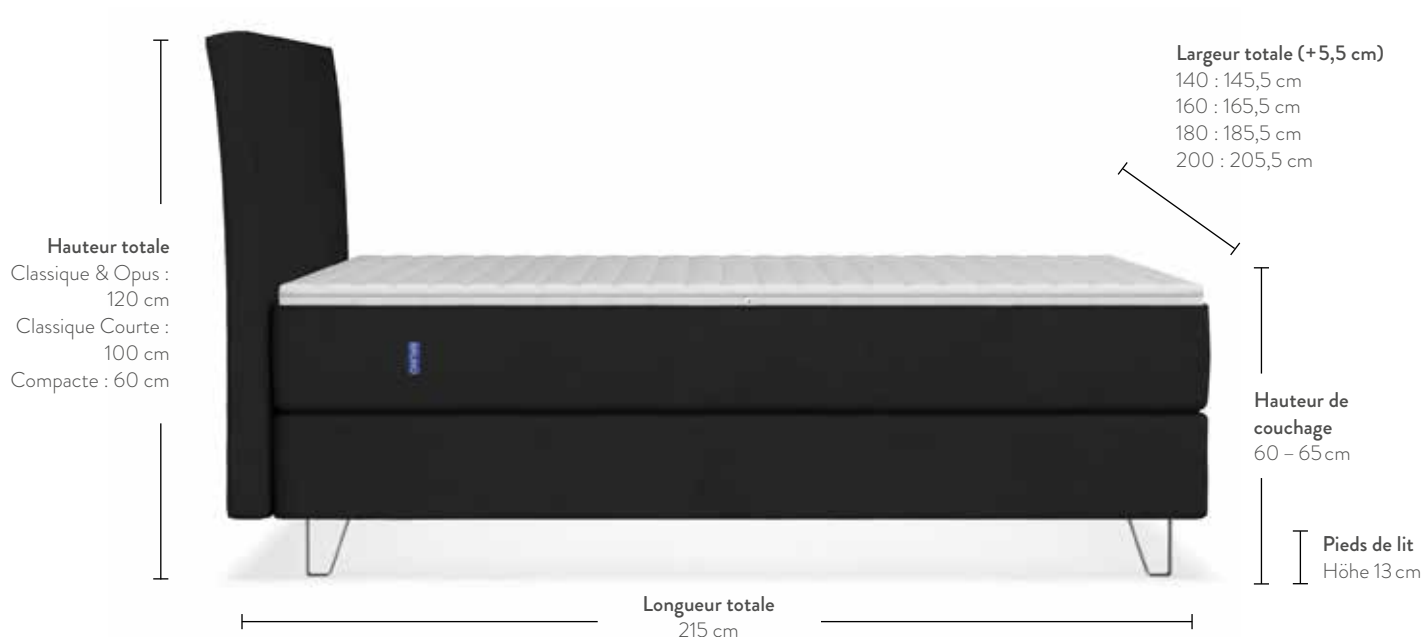 Largeur totale (+5,5 cm)
140 : 145,5 cm
160 : 165,5 cm
180 : 185,5 cm
200 : 205,5 cm
Hauteur totale
Classique & Opus :
120 cm
Classique Courte :
100 cm
Compacte : 60 cm
BRUNO
Hauteur de
couchage
60 – 65 cm
Pieds de lit
Höhe 13 cm
Longueur totale
215 cm